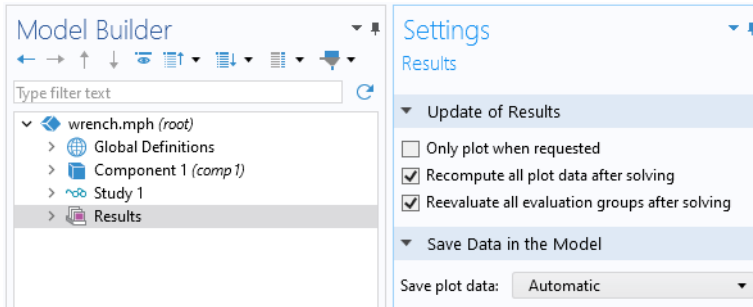 Model Builder
Type filter text
wrench.mph (root)
Global Definitions
Component 1 (comp1)
Study 1
Results
Settings
Results
Update of Results
Only plot when requested
Recompute all plot data after solving
Reevaluate all evaluation groups after solving
Save Data in the Model
Save plot data: Automatic